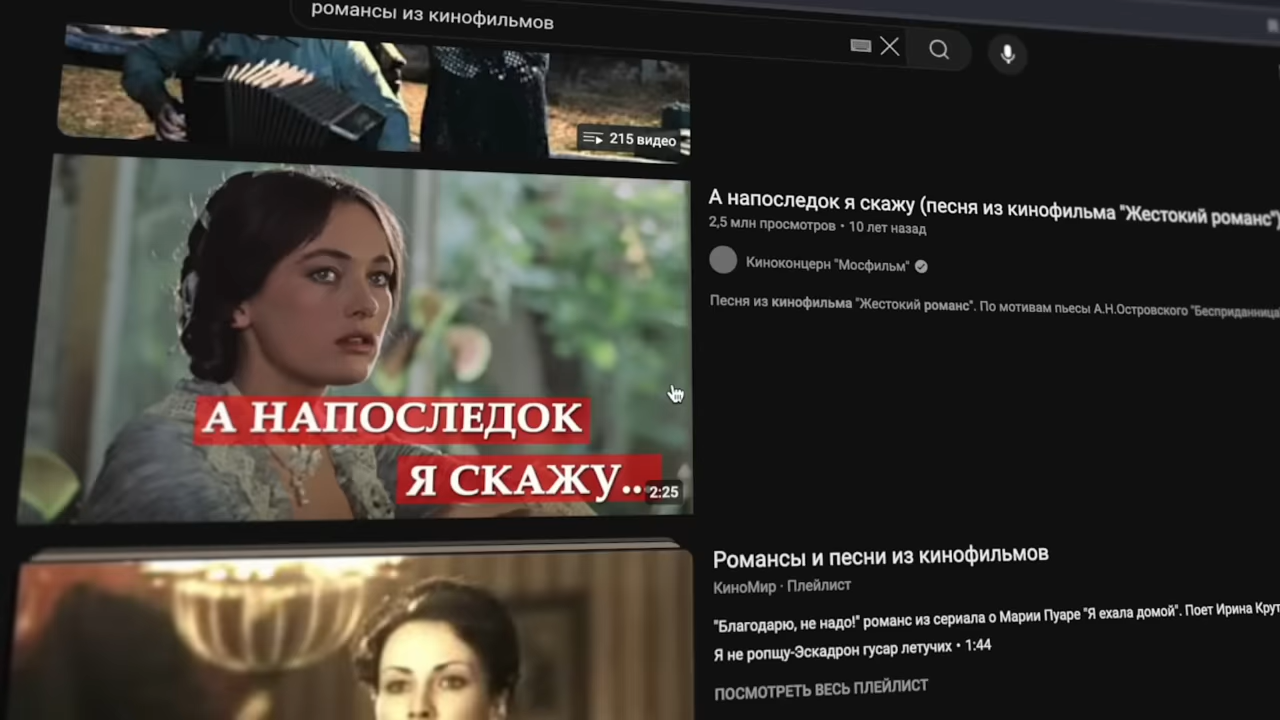 романсы из кинофильмов
215 видео
А напоследок я скажу (песня из кинофильма "Жестокий романс")
2,5 млн просмотров • 10 лет назад
Киноконцерн "Мосфильм"
Песня из кинофильма "Жестокий романс". По мотивам пьесы А.Н.Островского "Бесприданница
А НАПОСЛЕДОК
Я СКАЖУ...
2:25
Романсы и песни из кинофильмов
КиноМир · Плейлист
"Благодарю, не надо!" романс из сериала о Марии Пуаре "Я ехала домой". Поет Ирина Крут
Я не ропщу-Эскадрон гусар летучих • 1:44
ПОСМОТРЕТЬ ВЕСЬ ПЛЕЙЛИСТ